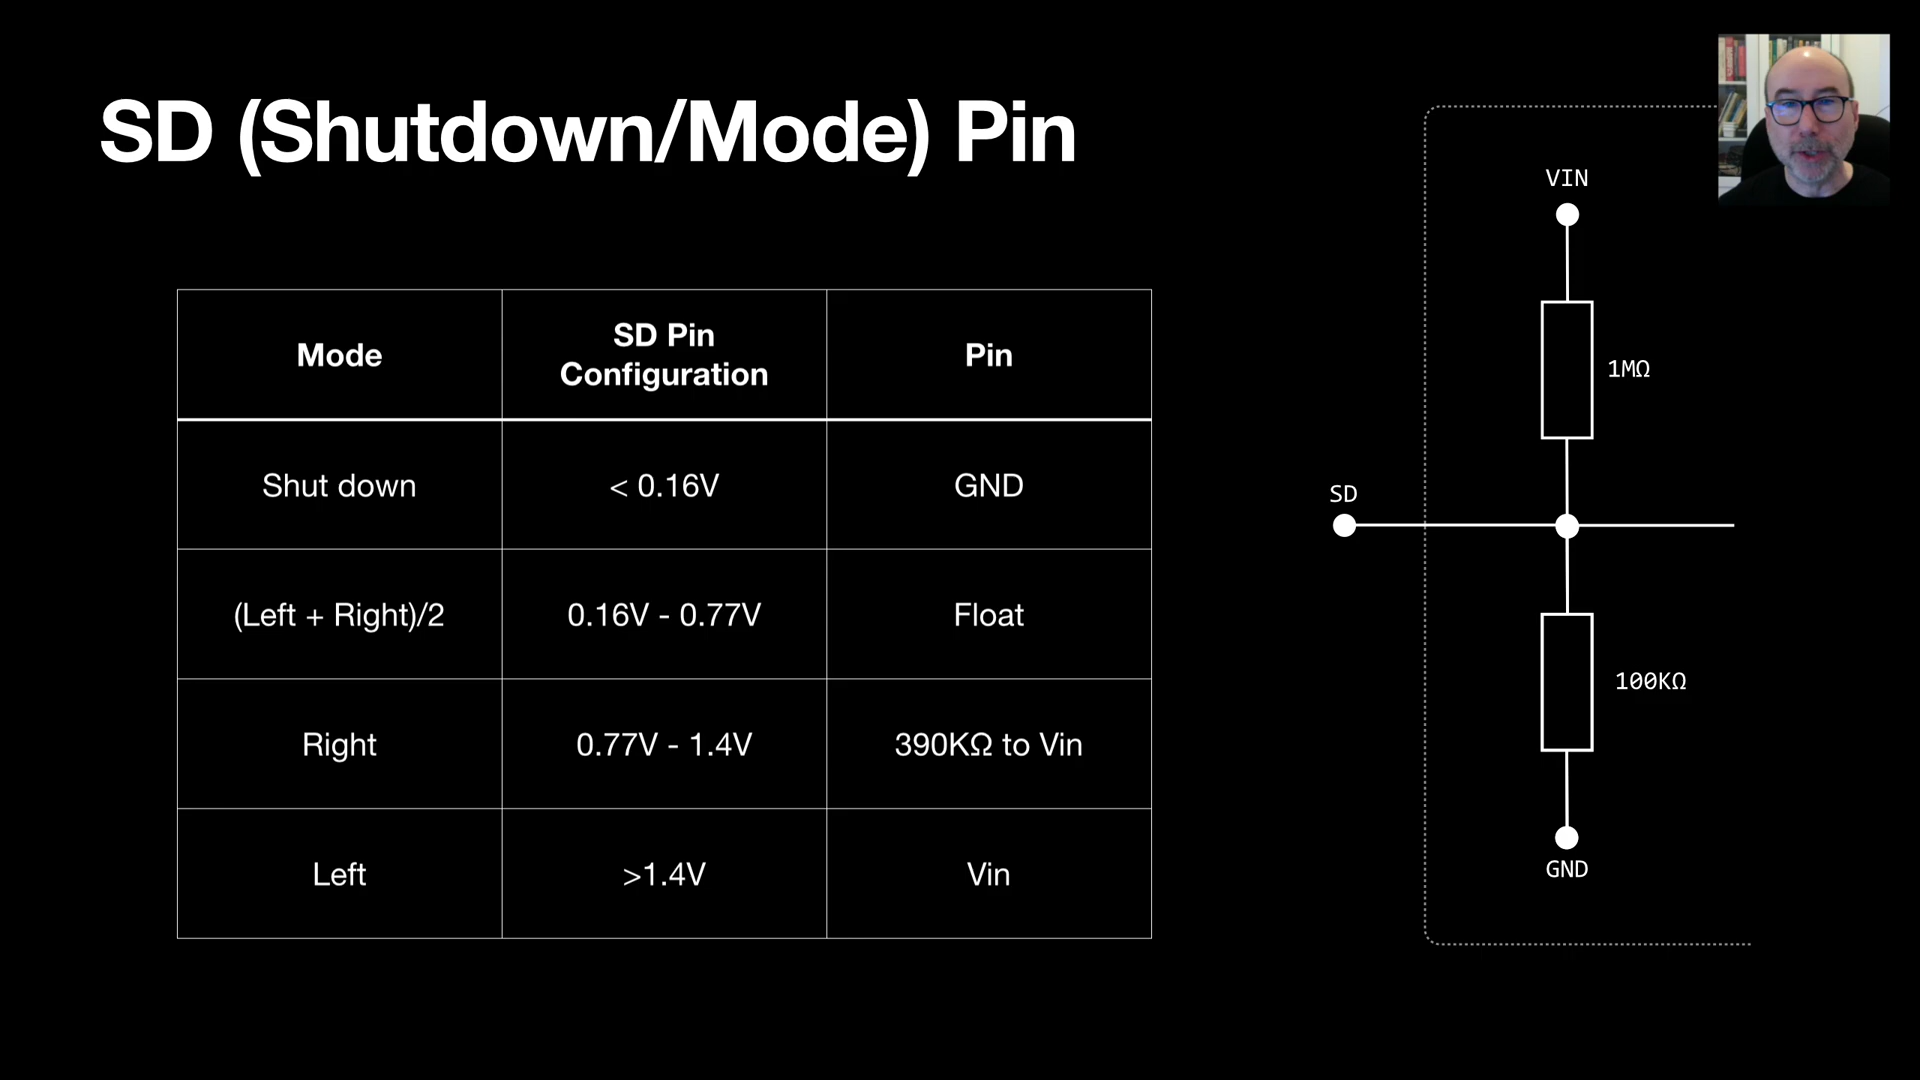 SD (Shutdown/Mode) Pin
Mode
SD Pin
Configuration
Pin
Shut down
< 0.16V
GND
(Left + Right)/2
0.16V - 0.77V
Float
Right
0.77V - 1.4V
390KΩ to Vin
Left
>1.4V
Vin
VIN
1MΩ
SD
100KΩ
GND